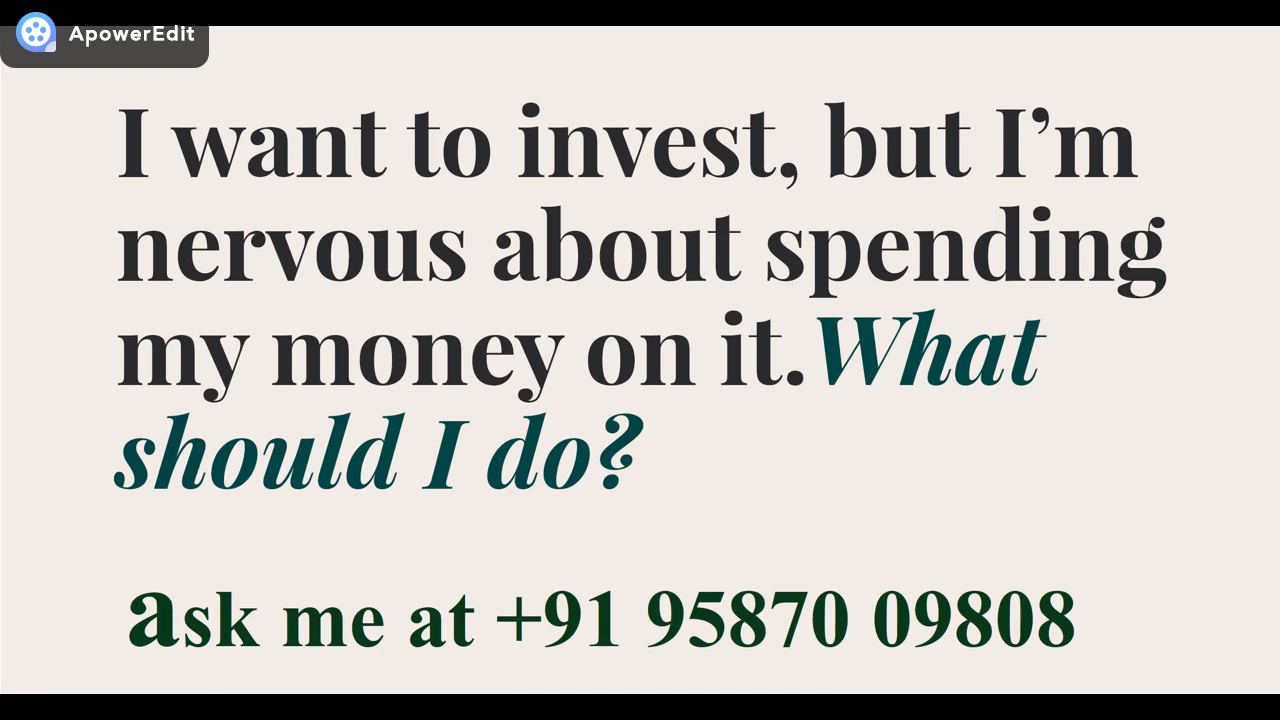 ApowerEdit
I want to invest, but I’m
nervous about spending
my money on it.What
should I do?
ask me at +91 95870 09808